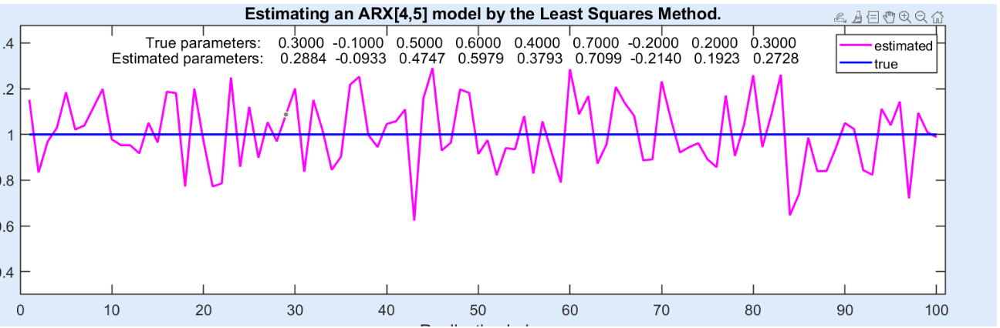 Estimating an ARX[4,5] model by the Least Squares Method.
True parameters: 0.3000 -0.1000 0.5000 0.6000 0.4000 0.7000 -0.2000 0.2000 0.3000
Estimated parameters: 0.2884 -0.0933 0.4747 0.5979 0.3793 0.7099 -0.2140 0.1923 0.2728
estimated
true
.4
.2
1
0.8
0.6
0.4
0 10 20 30 40 50 60 70 80 90 100